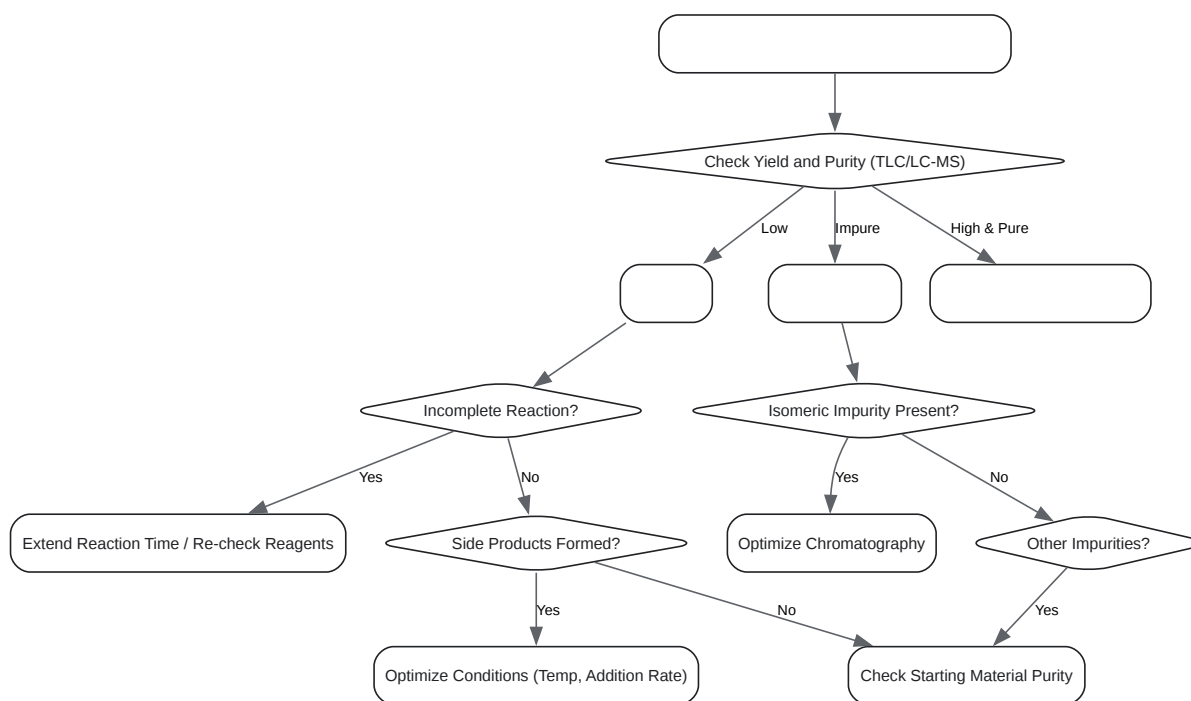 Check Yield and Purity (TLC/LC-MS)
Low
Impure
High & Pure
Incomplete Reaction?
Isomeric Impurity Present?
Yes
No
Yes
No
Extend Reaction Time / Re-check Reagents
Side Products Formed?
Optimize Chromatography
Other Impurities?
Yes
No
Yes
Optimize Conditions (Temp, Addition Rate)
Check Starting Material Purity